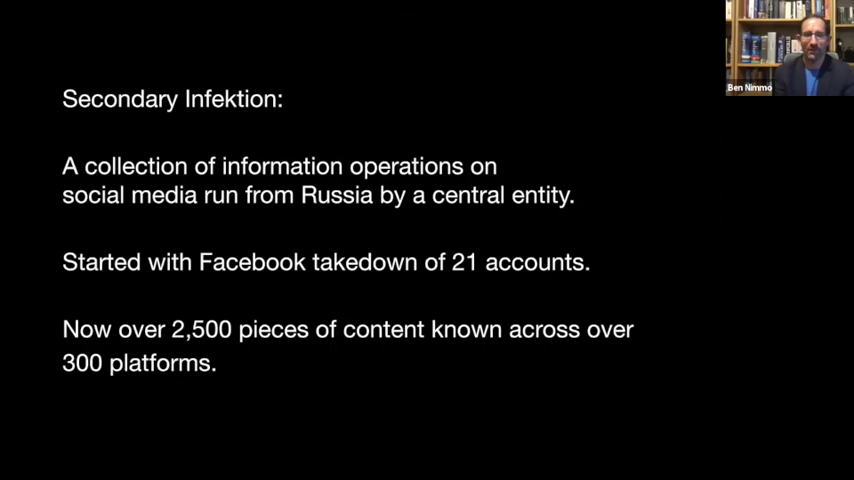 Ben Nimmo
Secondary Infektion:
A collection of information operations on
social media run from Russia by a central entity.
Started with Facebook takedown of 21 accounts.
Now over 2,500 pieces of content known across over
300 platforms.